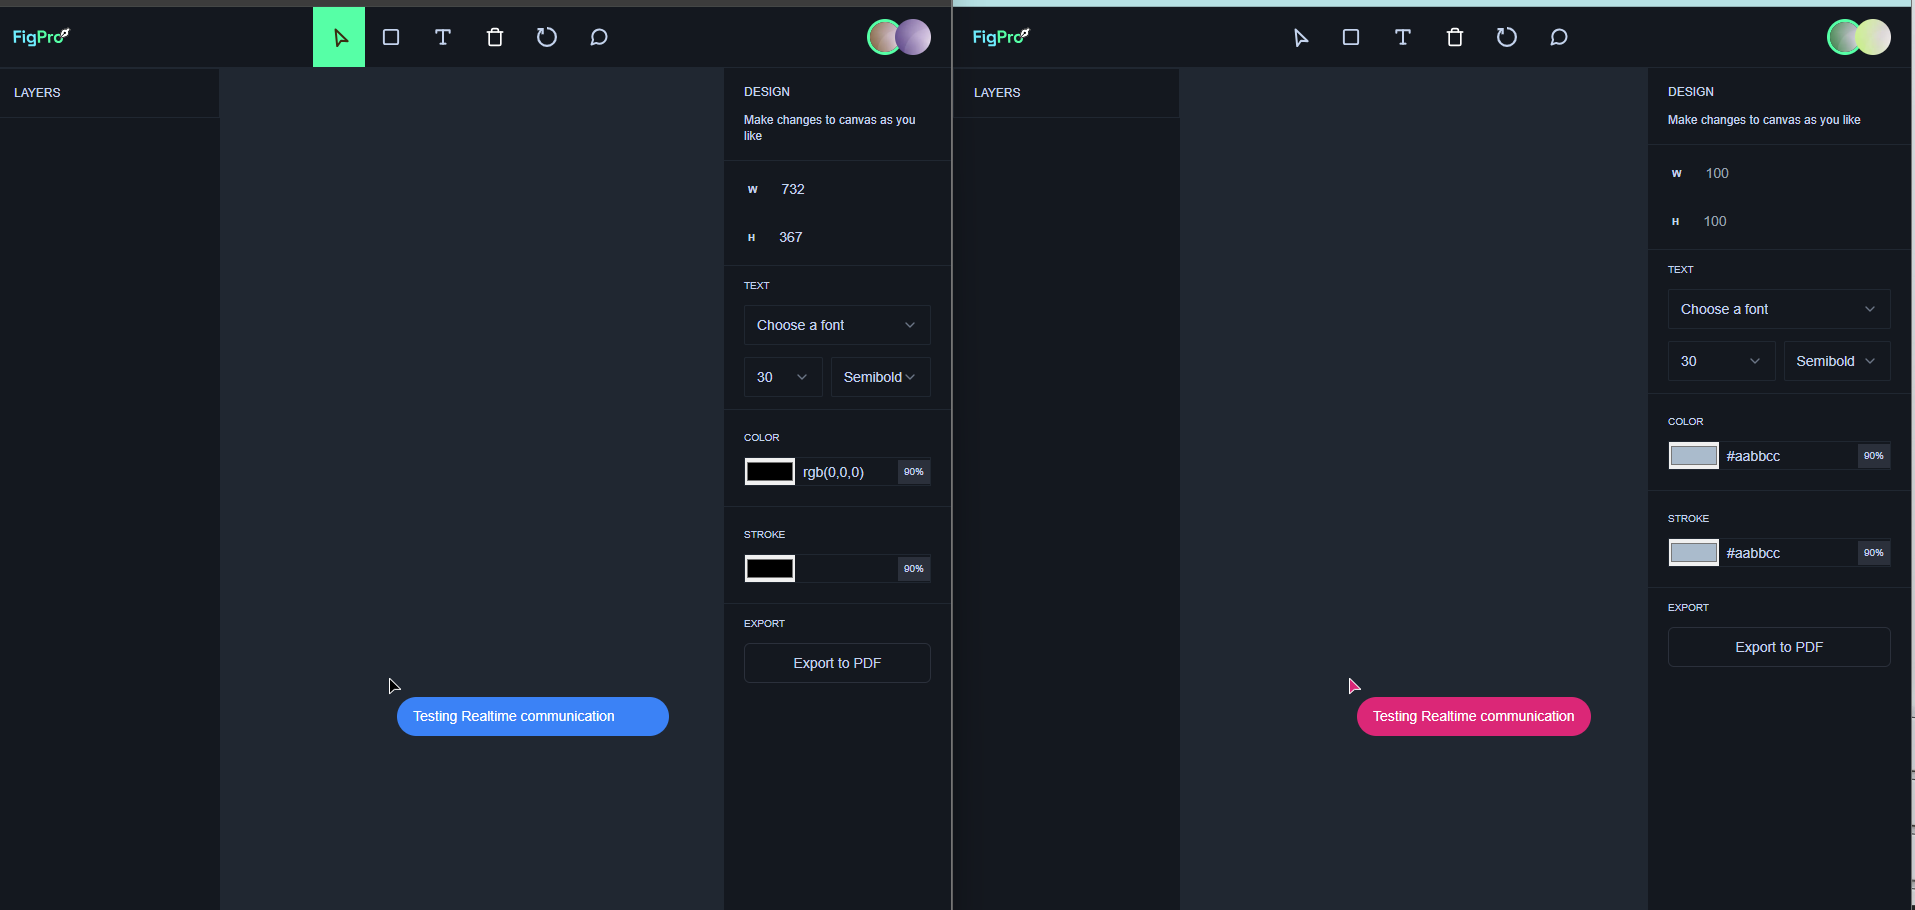 FigPro
LAYERS
DESIGN
Make changes to canvas as you
like
W 732
H 367
TEXT
Choose a font
30 Semibold
COLOR
rgb(0,0,0) 90%
STROKE
90%
EXPORT
Export to PDF
Testing Realtime communication
FigPro
LAYERS
DESIGN
Make changes to canvas as you like
W 100
H 100
TEXT
Choose a font
30 Semibold
COLOR
#aabbcc 90%
STROKE
#aabbcc 90%
EXPORT
Export to PDF
Testing Realtime communication